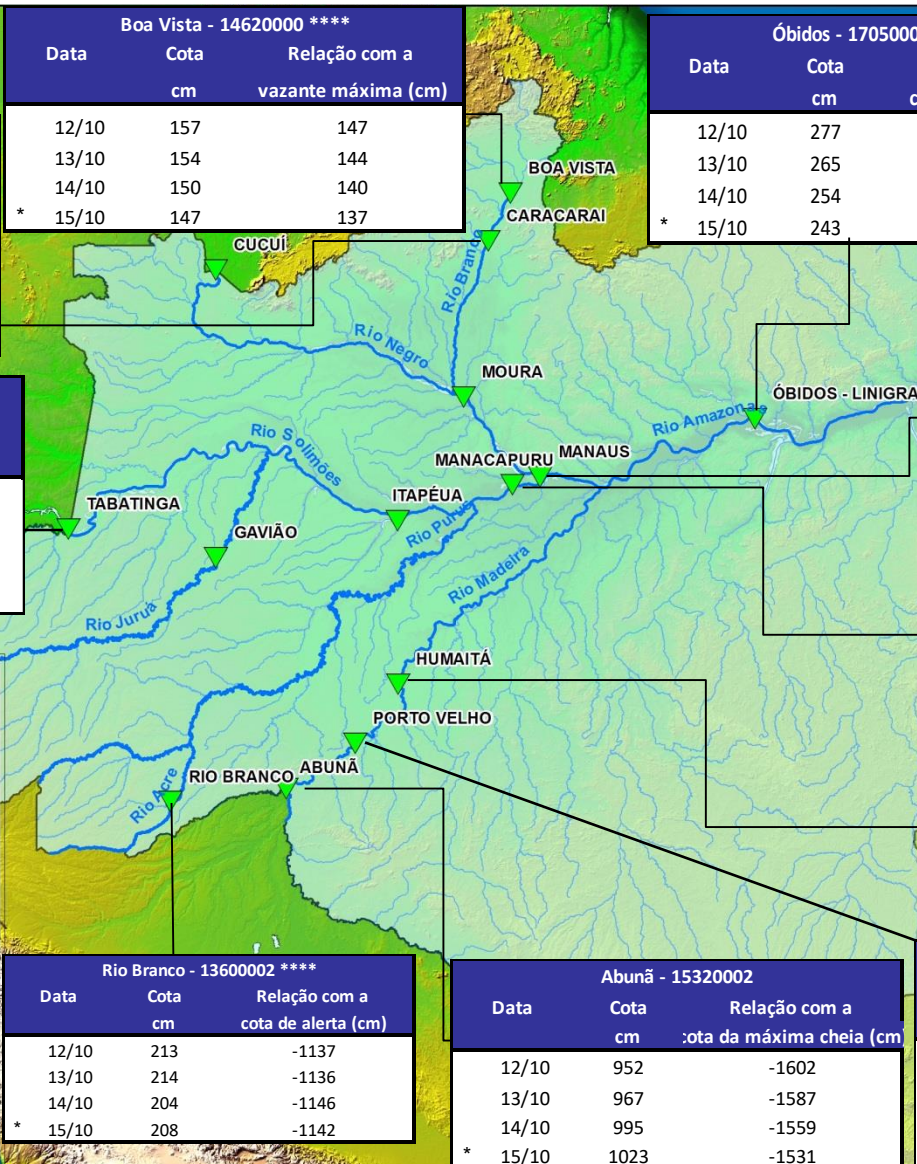 Boa Vista - 14620000 ****
Data Cota Relação com a
cm vazante máxima (cm)
12/10 157 147
13/10 154 144
14/10 150 140
* 15/10 147 137
Óbidos - 1705000
Data Cota
cm c
12/10 277
13/10 265
14/10 254
* 15/10 243
BOA VISTA
CARACARAI
CUCUÍ
Rio Branco
Rio Negro
MOURA
ÓBIDOS - LINIGRA
Rio Amazonas
Rio Solimões
MANACAPURU
MANAUS
TABATINGA
ITAPÉUA
GAVIÃO
Rio Purus
Rio Madeira
Rio Juruá
HUMAITÁ
PORTO VELHO
ABUNÃ
RIO BRANCO
Rio Acre
Rio Branco - 13600002 ****
Data Cota Relação com a
cm cota de alerta (cm)
12/10 213 -1137
13/10 214 -1136
14/10 204 -1146
* 15/10 208 -1142
Abunã - 15320002
Data Cota Relação com a
cm cota da máxima cheia (cm)
12/10 952 -1602
13/10 967 -1587
14/10 995 -1559
* 15/10 1023 -1531